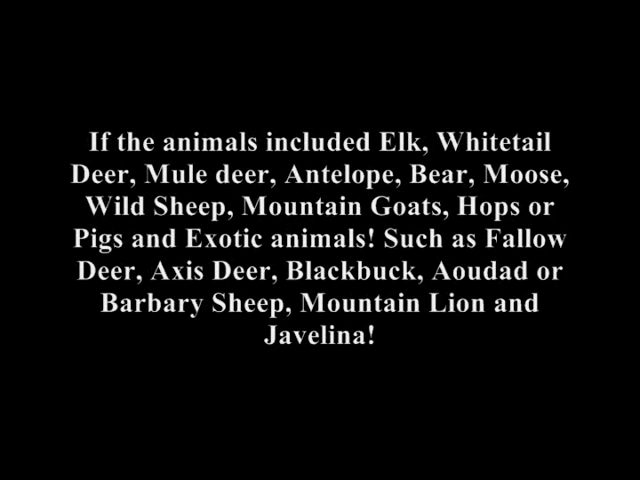 If the animals included Elk, Whitetail
Deer, Mule deer, Antelope, Bear, Moose,
Wild Sheep, Mountain Goats, Hops or
Pigs and Exotic animals! Such as Fallow
Deer, Axis Deer, Blackbuck, Aoudad or
Barbary Sheep, Mountain Lion and
Javelina!